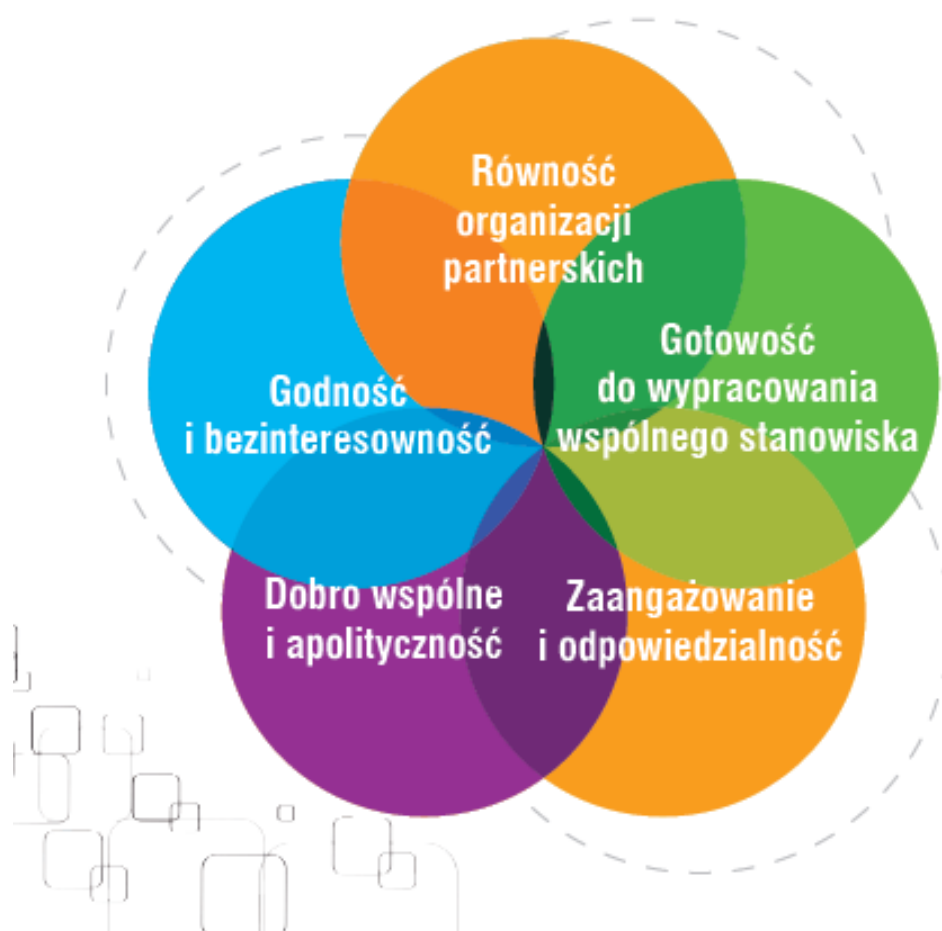 Równość
organizacji
partnerskich
Gotowość
do wypracowania
wspólnego stanowiska
Godność
i bezinteresowność
Dobro wspólne
i apolityczność
Zaangażowanie
i odpowiedzialność